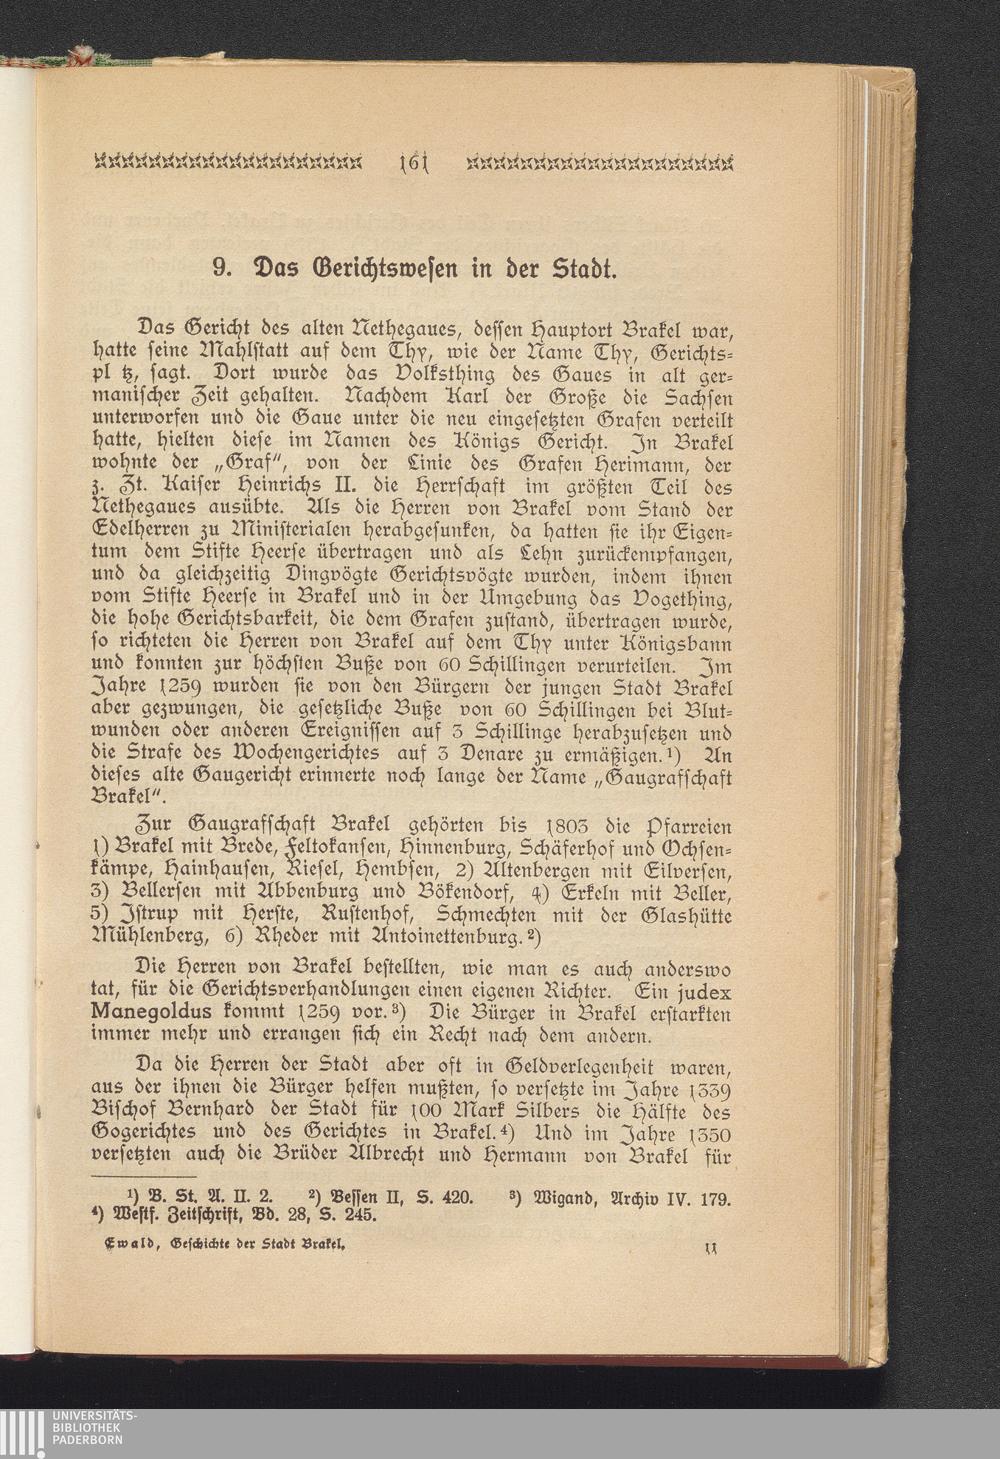 161
9. Das Gerichtswesen in der Stadt.
Das Gericht des alten Nethegaues, dessen Hauptort Brakel war,
hatte seine Mahlstatt auf dem Thy, wie der Name Thy, Gerichts-
pl tz, sagt. Dort wurde das Volksthing des Gaues in alt ger-
manischer Zeit gehalten. Nachdem Karl der Große die Sachsen
unterworfen und die Gaue unter die neu eingesetzten Grafen verteilt
hatte, hielten diese im Namen des Königs Gericht. In Brakel
wohnte der „Graf“, von der Linie des Grafen Herimann, der
z. Zt. Kaiser Heinrichs II. die Herrschaft im größten Teil des
Nethegaues ausübte. Als die Herren von Brakel vom Stand der
Edelherren zu Ministerialen herabgesunken, da hatten sie ihr Eigen-
tum dem Stifte Heerse übertragen und als Lehn zurückempfangen,
und da gleichzeitig Dingvögte Gerichtsvögte wurden, indem ihnen
vom Stifte Heerse in Brakel und in der Umgebung das Vogething,
die hohe Gerichtsbarkeit, die dem Grafen zustand, übertragen wurde,
so richteten die Herren von Brakel auf dem Thy unter Königsbann
und konnten zur höchsten Buße von 60 Schillingen verurteilen. Im
Jahre 1259 wurden sie von den Bürgern der jungen Stadt Brakel
aber gezwungen, die gesetzliche Buße von 60 Schillingen bei Blut-
wunden oder anderen Ereignissen auf 3 Schillinge herabzusetzen und
die Strafe des Wochengerichtes auf 3 Denare zu ermäßigen.¹) An
dieses alte Gaugericht erinnerte noch lange der Name „Gaugrafschaft
Brakel“.
Zur Gaugrafschaft Brakel gehörten bis 1803 die Pfarreien
1) Brakel mit Brede, Feltokansen, Hinnenburg, Schäferhof und Ochsen-
kämpe, Hainhausen, Riesel, Hembsen, 2) Altenbergen mit Eilversen,
3) Bellersen mit Abbenburg und Bökendorf, 4) Erkeln mit Beller,
5) Istrup mit Herste, Rustenhof, Schmechten mit der Glashütte
Mühlenberg, 6) Rheder mit Antoinettenburg.²)
Die Herren von Brakel bestellten, wie man es auch anderswo
tat, für die Gerichtsverhandlungen einen eigenen Richter. Ein judex
Manegoldus kommt 1259 vor.³) Die Bürger in Brakel erstarkten
immer mehr und errangen sich ein Recht nach dem andern.
Da die Herren der Stadt aber oft in Geldverlegenheit waren,
aus der ihnen die Bürger helfen mußten, so versetzte im Jahre 1339
Bischof Bernhard der Stadt für 100 Mark Silbers die Hälfte des
Gogerichtes und des Gerichtes in Brakel.⁴) Und im Jahre 1350
versetzten auch die Brüder Albrecht und Hermann von Brakel für
¹) B. St. A. II. 2. ²) Bessen II, S. 420. ³) Wigand, Archiv IV. 179.
⁴) Westf. Zeitschrift, Bd. 28, S. 245.
Ewald, Geschichte der Stadt Brakel. 11
UNIVERSITÄTS-
BIBLIOTHEK
PADERBORN